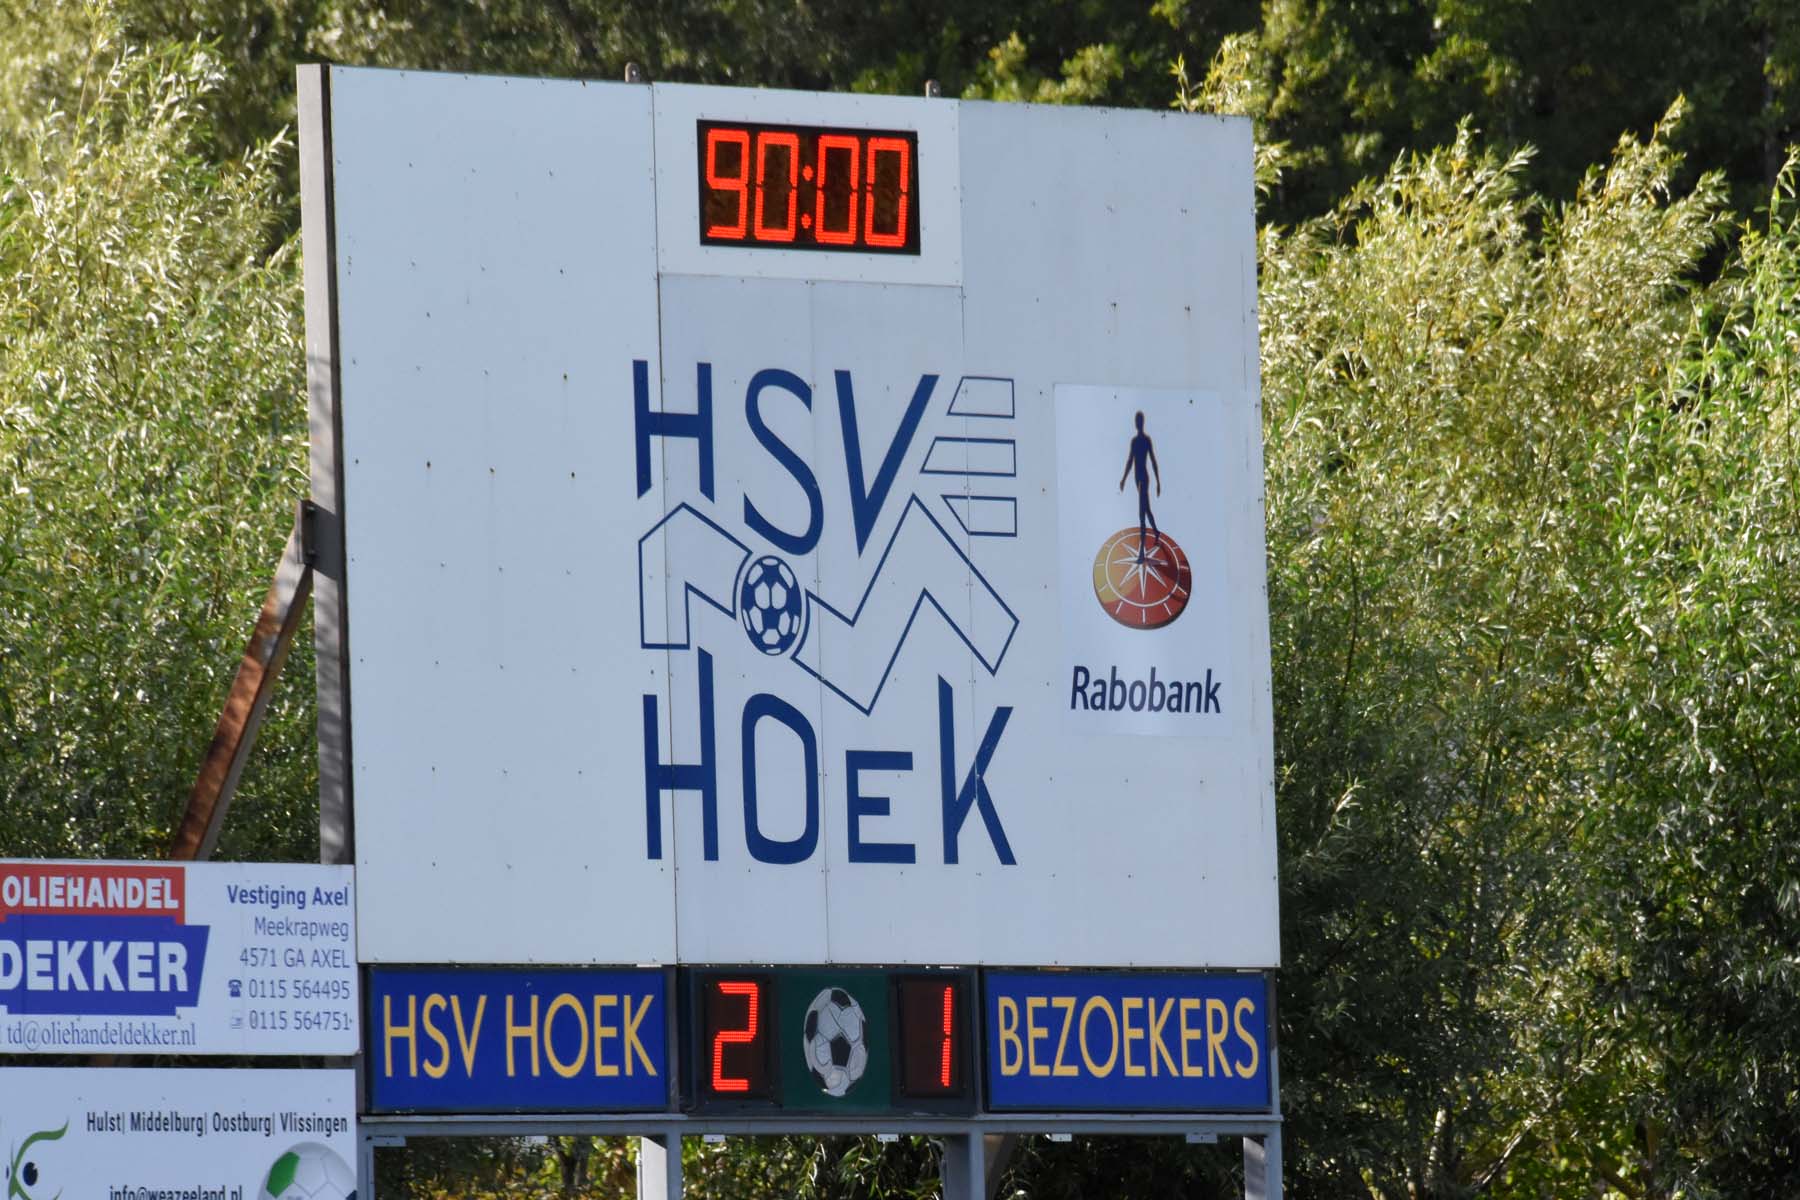 90:00
HSV
HOEK
Rabobank
HSV HOEK
2
1
BEZOEKERS
OLIEHANDEL
DEKKER
Vestiging Axel
Meekrapweg
4571 GA AXEL
0115 564495
0115 564751
td@oliehandeldekker.nl
Hulst| Middelburg| Oostburg| Vlissingen
info@weazeeland.nl